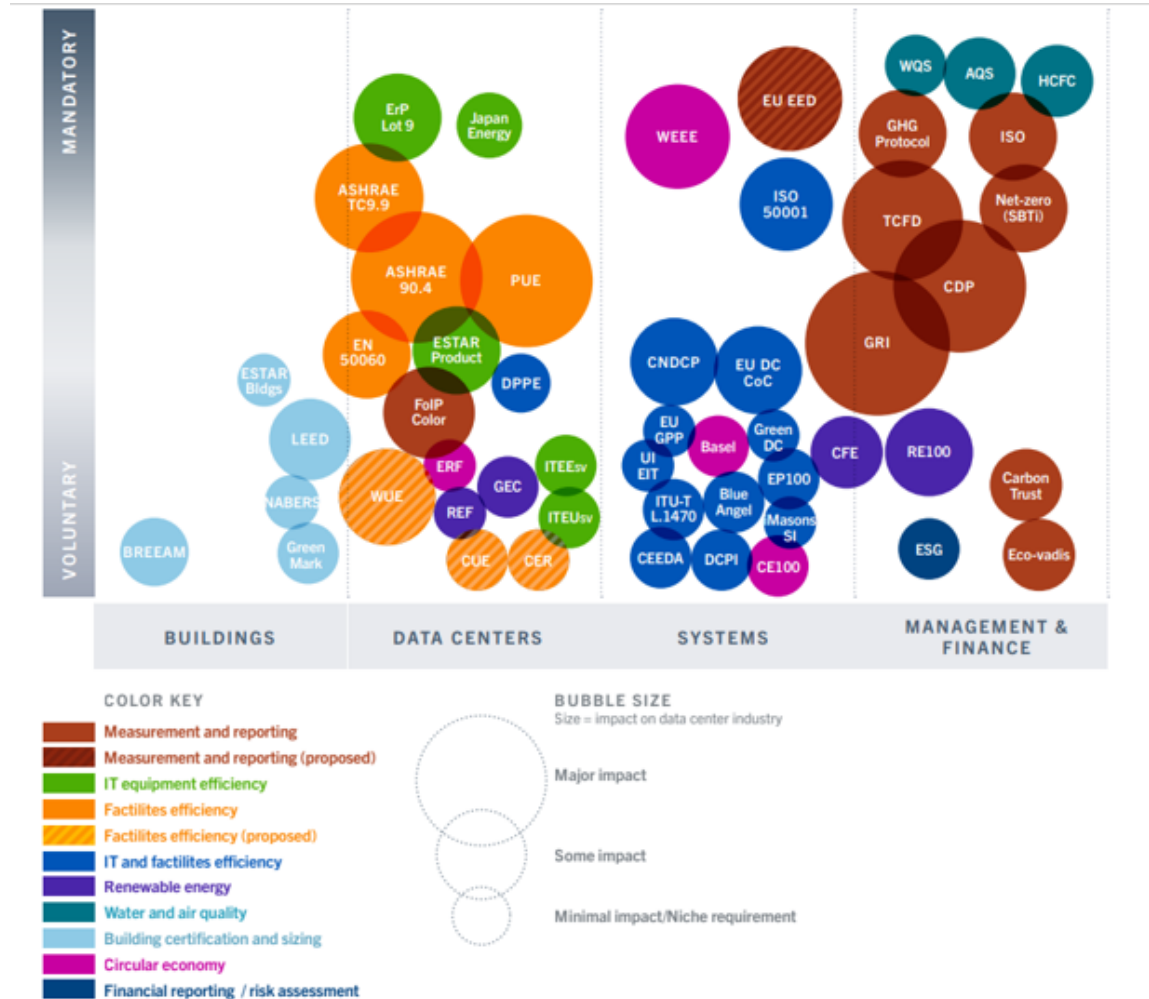 MANDATORY
VOLUNTARY
ErP
Lot 9
Japan
Energy
ASHRAE
TC9.9
ASHRAE
90.4
PUE
EN
50060
ESTAR
Product
DPPE
ESTAR
Bldgs
FoIP
Color
LEED
ERF
ITEEsv
WUE
GEC
NABERS
REF
ITEUsv
BREEAM
Green
Mark
CUE
CER
WEEE
EU EED
ISO
50001
CNDCP
EU DC
CoC
EU
GPP
Basel
Green
DC
UI
EIT
EP100
ITU-T
L.1470
Blue
Angel
iMasons
SI
CEEDA
DCPI
CE100
WQS
AQS
HCFC
GHG
Protocol
ISO
TCFD
Net-zero
(SBTi)
CDP
GRI
CFE
RE100
Carbon
Trust
ESG
Eco-vadis
BUILDINGS
DATA CENTERS
SYSTEMS
MANAGEMENT &
FINANCE
COLOR KEY
Measurement and reporting
Measurement and reporting (proposed)
IT equipment efficiency
Factilites efficiency
Factilites efficiency (proposed)
IT and factilites efficiency
Renewable energy
Water and air quality
Building certification and sizing
Circular economy
Financial reporting / risk assessment
BUBBLE SIZE
Size = impact on data center industry
Major impact
Some impact
Minimal impact/Niche requirement